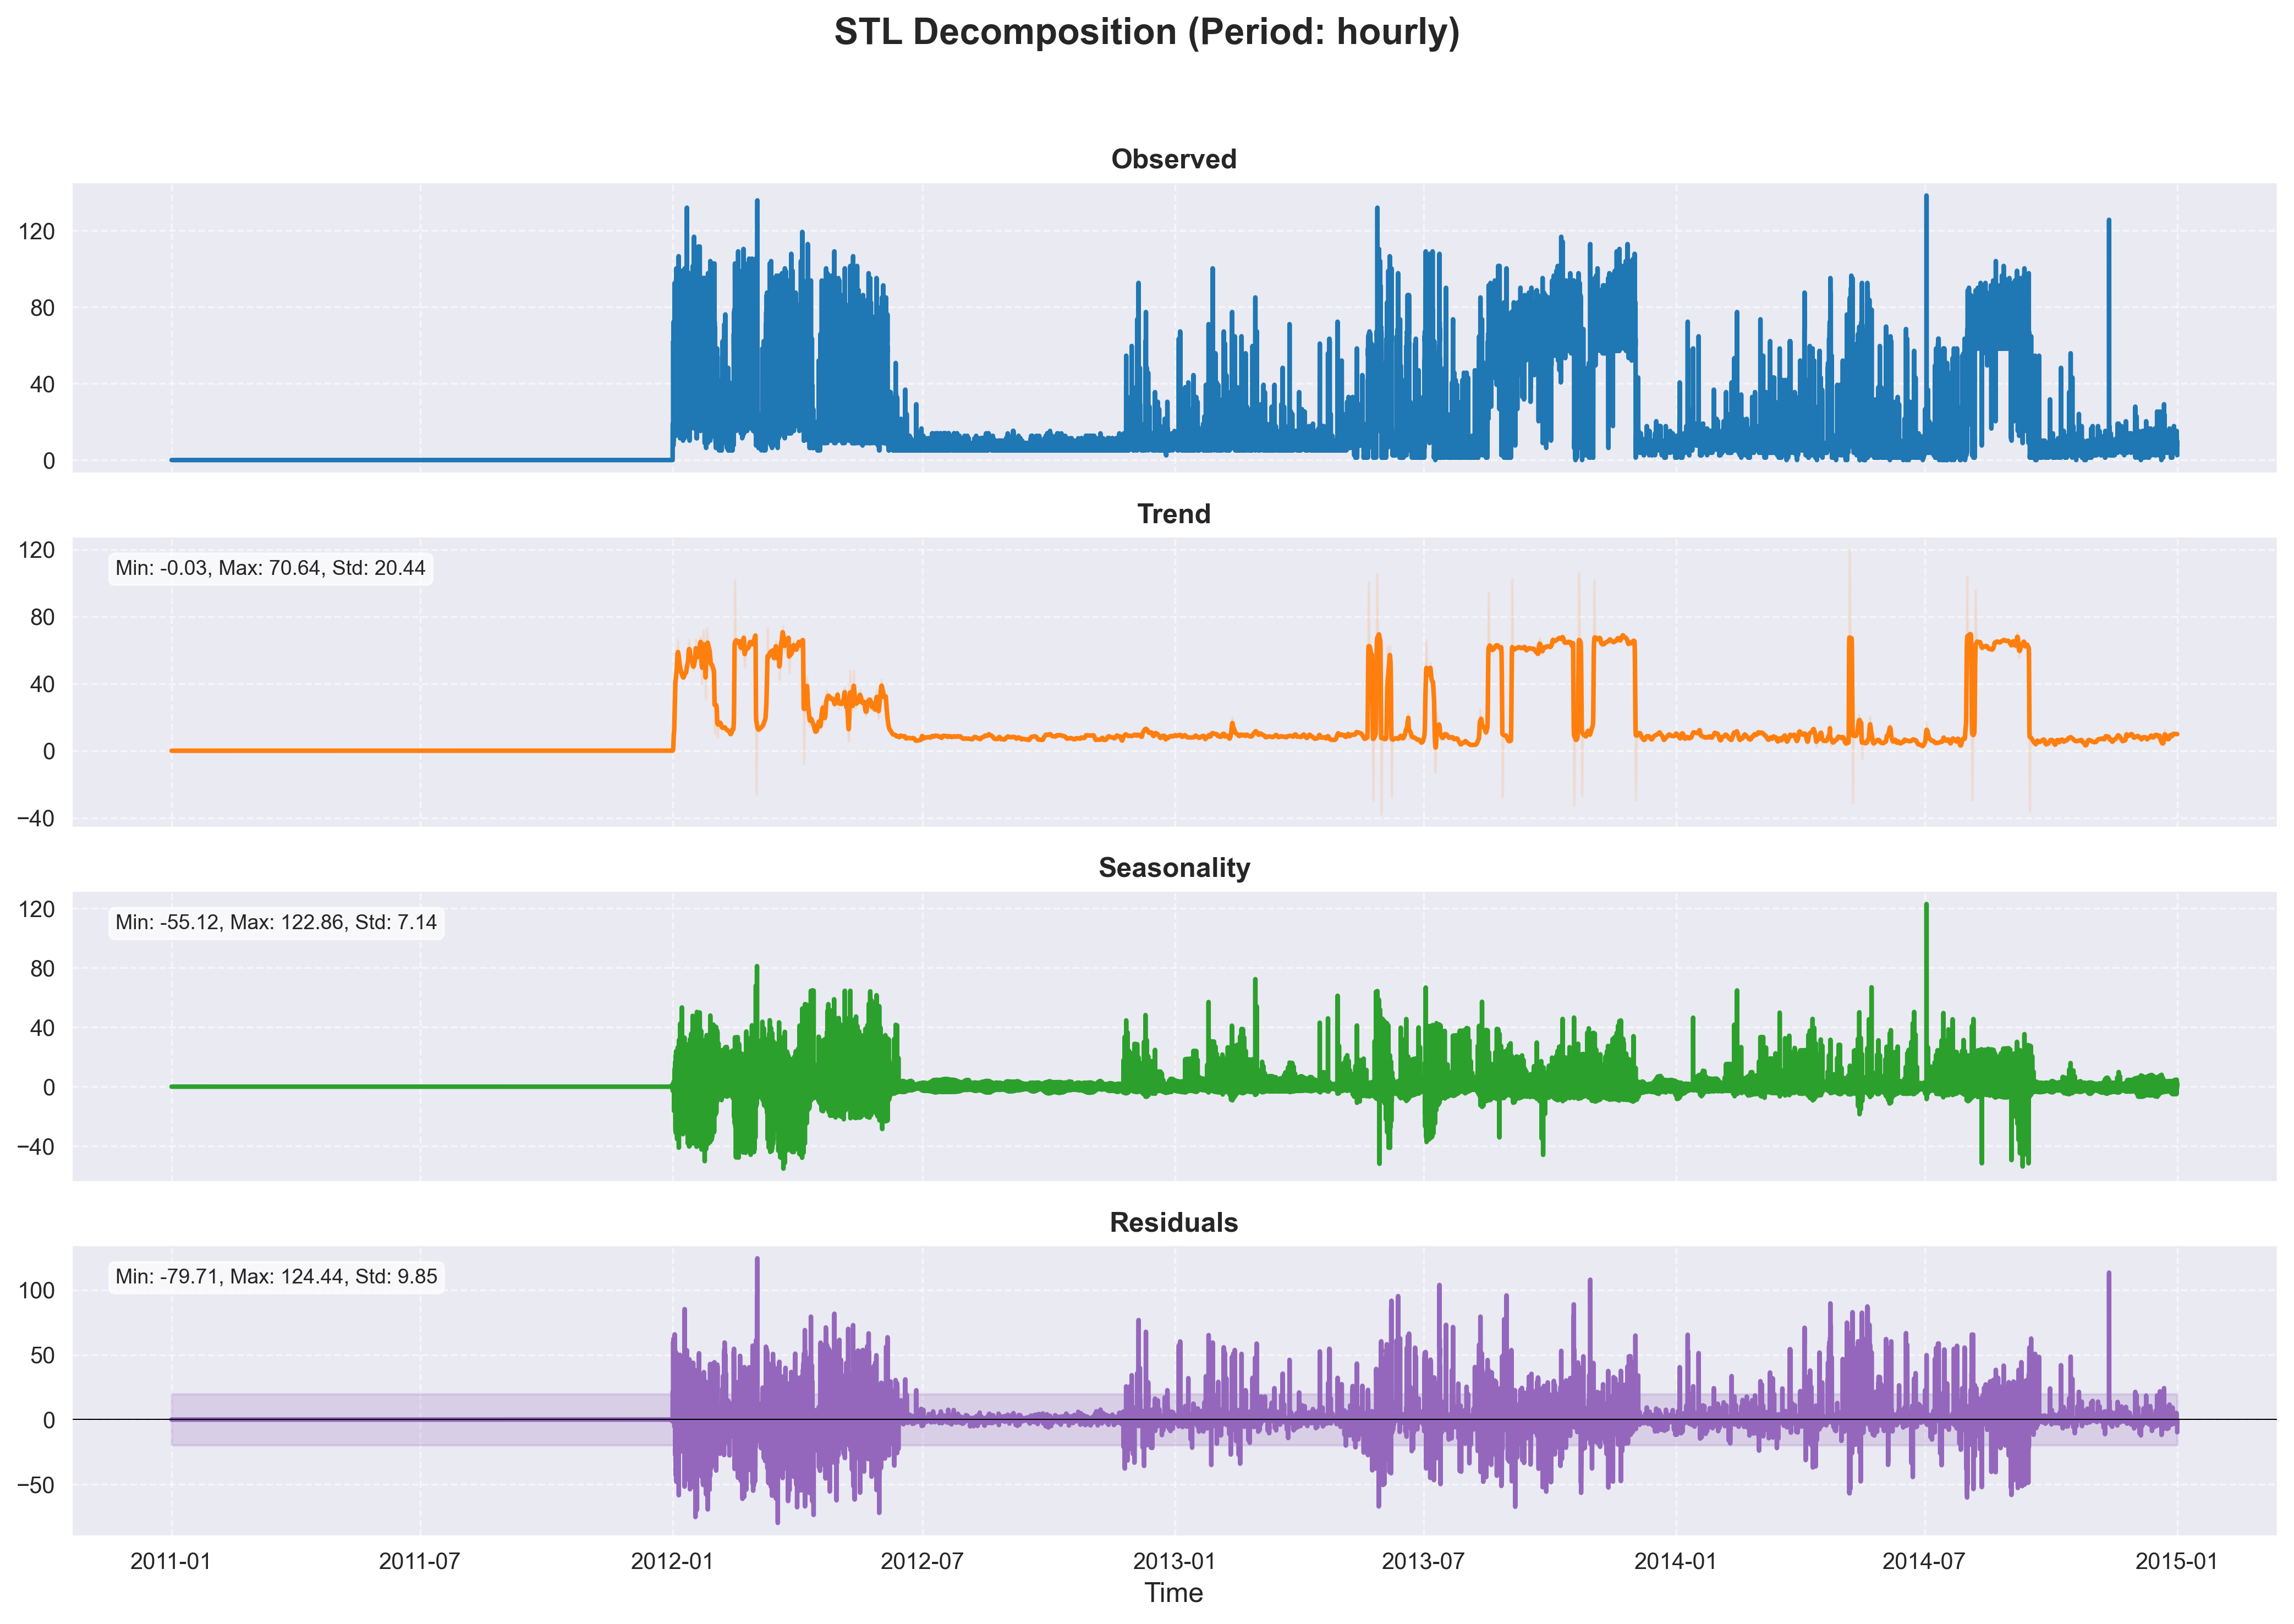 STL Decomposition (Period: hourly)
Observed
120
80
40
0
Trend
120
80
40
0
−40
Min: -0.03, Max: 70.64, Std: 20.44
Seasonality
120
80
40
0
−40
Min: -55.12, Max: 122.86, Std: 7.14
Residuals
100
50
0
−50
Min: -79.71, Max: 124.44, Std: 9.85
2011-01 2011-07 2012-01 2012-07 2013-01 2013-07 2014-01 2014-07 2015-01
Time